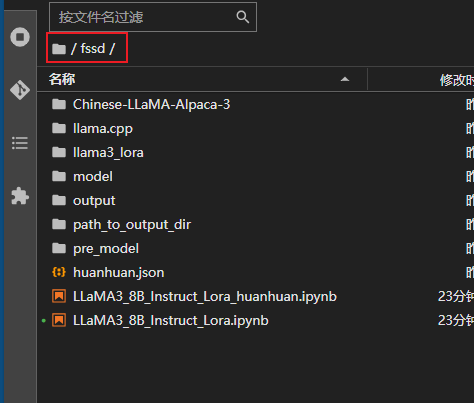 按文件名过滤
/ fssd /
名称 修改时
Chinese-LLaMA-Alpaca-3 昨
llama.cpp 昨
llama3_lora 昨
model 昨
output 昨
path_to_output_dir 昨
pre_model 昨
huanhuan.json 昨
LLaMA3_8B_Instruct_Lora_huanhuan.ipynb 23分钟
LLaMA3_8B_Instruct_Lora.ipynb 23分钟